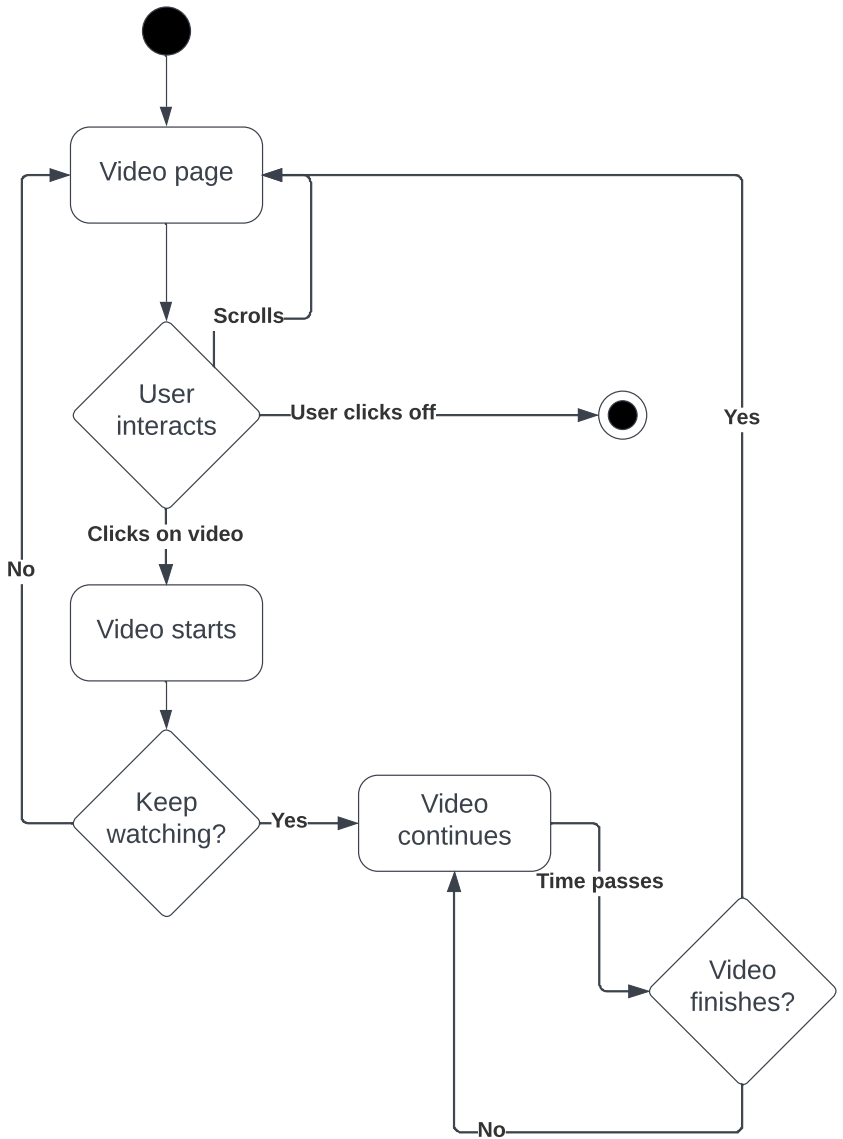 Video page
Scrolls
User
interacts
User clicks off
Yes
Clicks on video
No
Video starts
Keep
watching?
Yes
Video
continues
Time passes
Video
finishes?
No